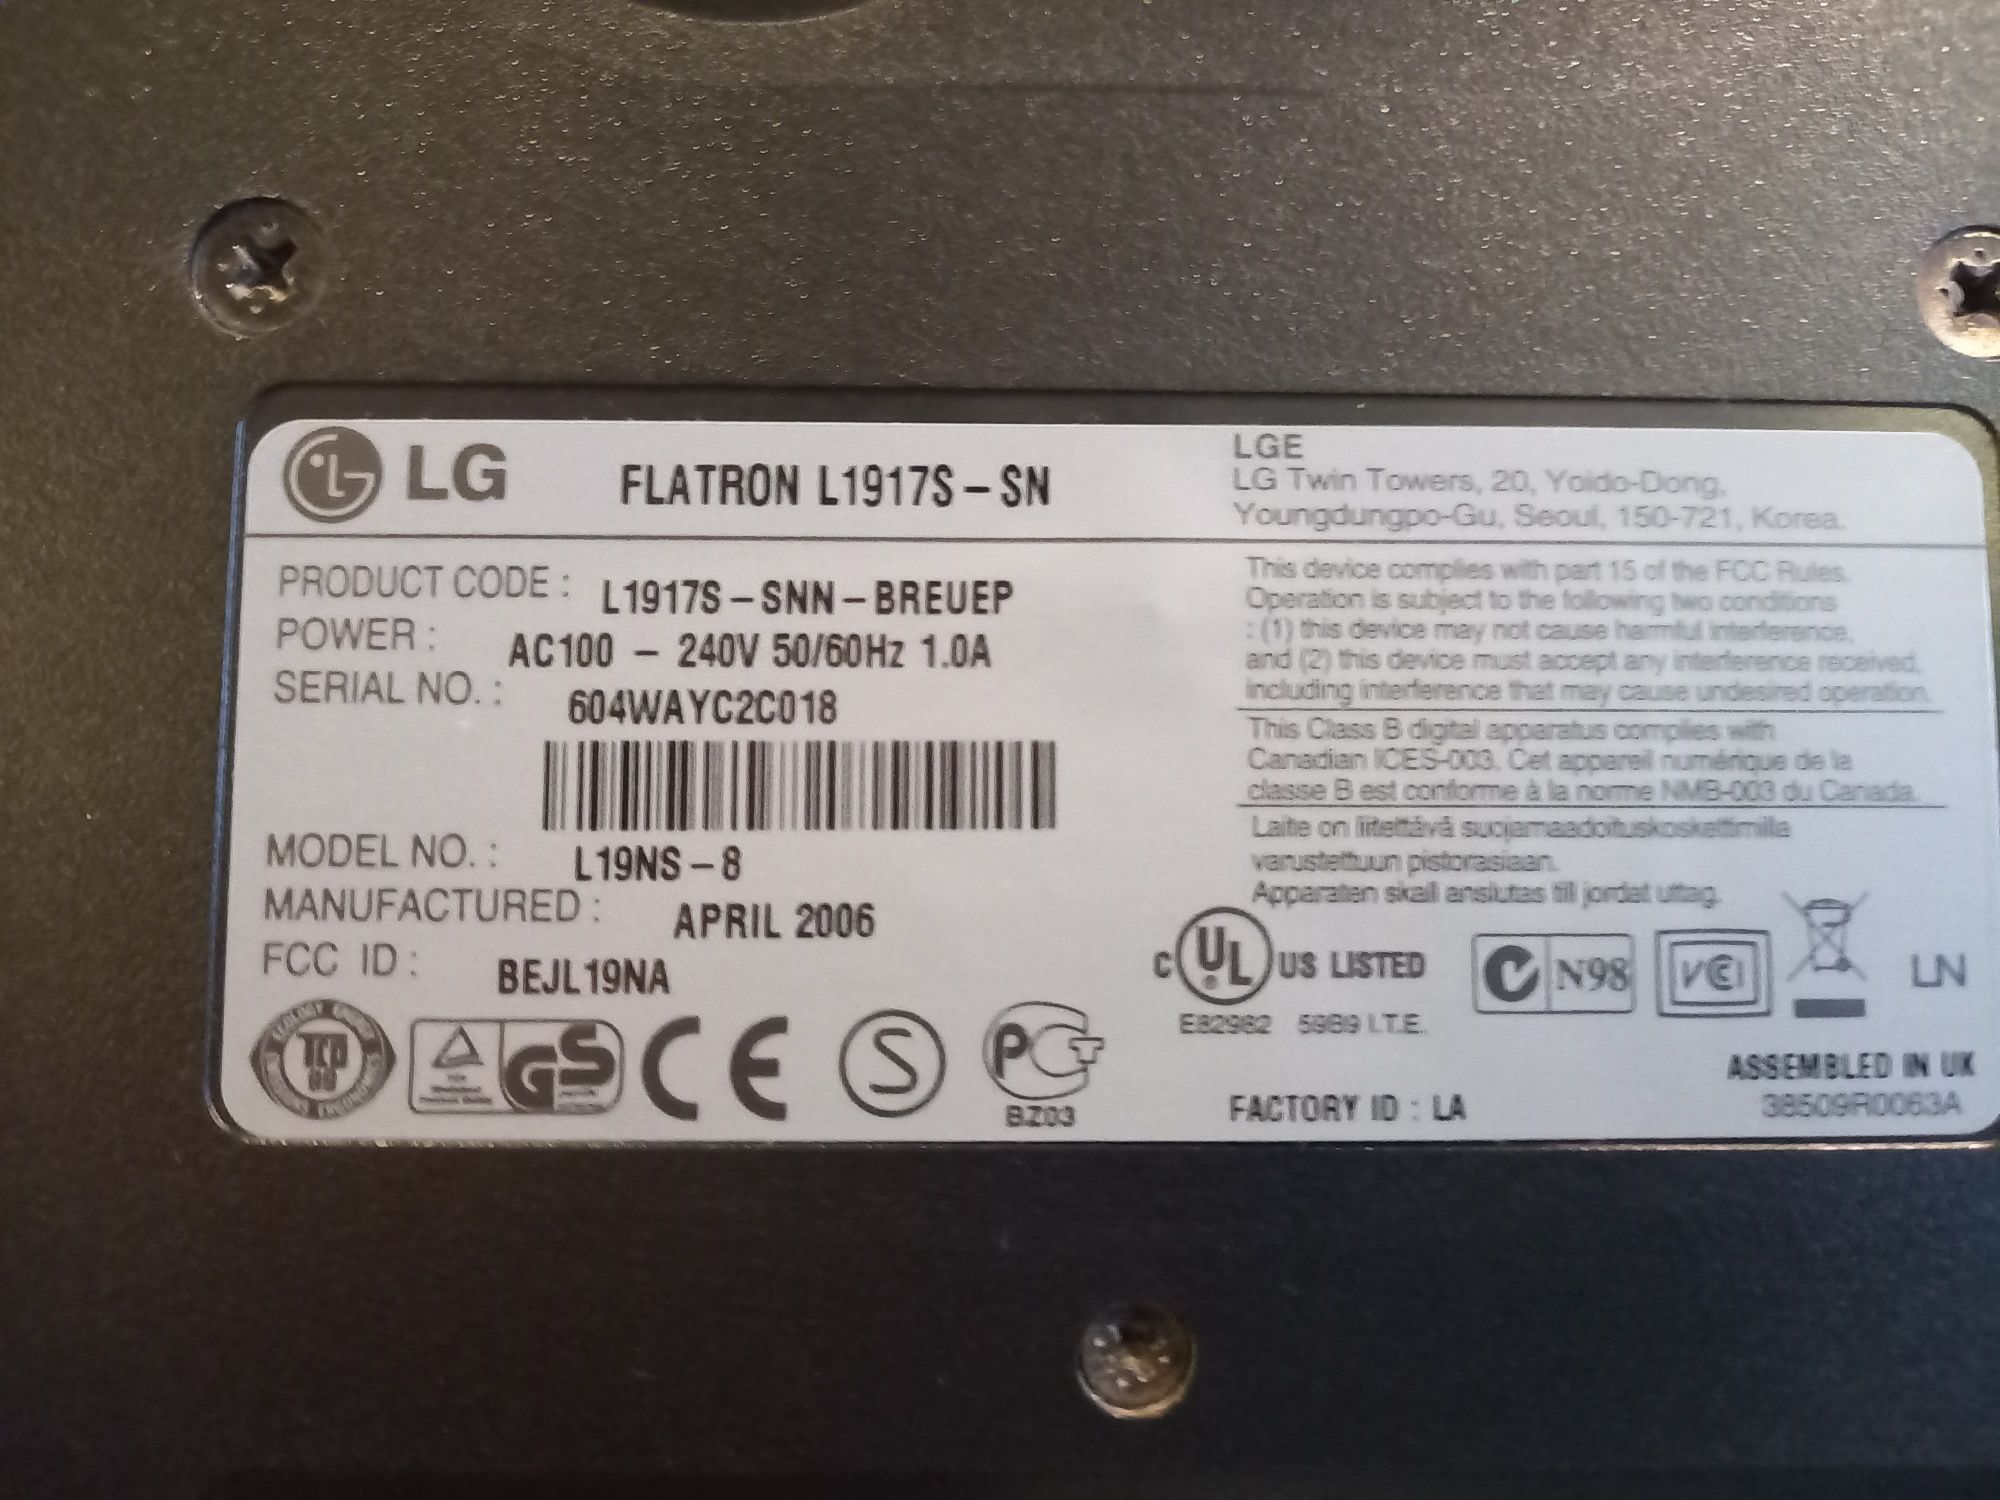 LG
FLATRON L1917S – SN
LGE
LG Twin Towers, 20, Yoido-Dong,
Youngdungpo-Gu, Seoul, 150-721, Korea.
PRODUCT CODE : L1917S – SNN – BREUEP
POWER : AC100 – 240V 50/60Hz 1.0A
SERIAL NO. : 604WAYC2C018
MODEL NO. : L19NS – 8
MANUFACTURED : APRIL 2006
FCC ID : BEJL19NA
This device complies with part 15 of the FCC Rules.
Operation is subject to the following two conditions
: (1) this device may not cause harmful interference,
and (2) this device must accept any interference received,
including interference that may cause undesired operation.
This Class B digital apparatus complies with
Canadian ICES-003. Cet appareil numérique de la
classe B est conforme à la norme NMB-003 du Canada.
Laite on liitettävä suojamaadoituskoskettimilla
varustettuun pistorasiaan.
Apparaten skall anslutas till jordat uttag.
C UL US LISTED
E82982 59B9 I.T.E.
N98
VCEI
LN
TCO
GS
CE
S
PCT
BZ03
FACTORY ID : LA
ASSEMBLED IN UK
38509R0063A